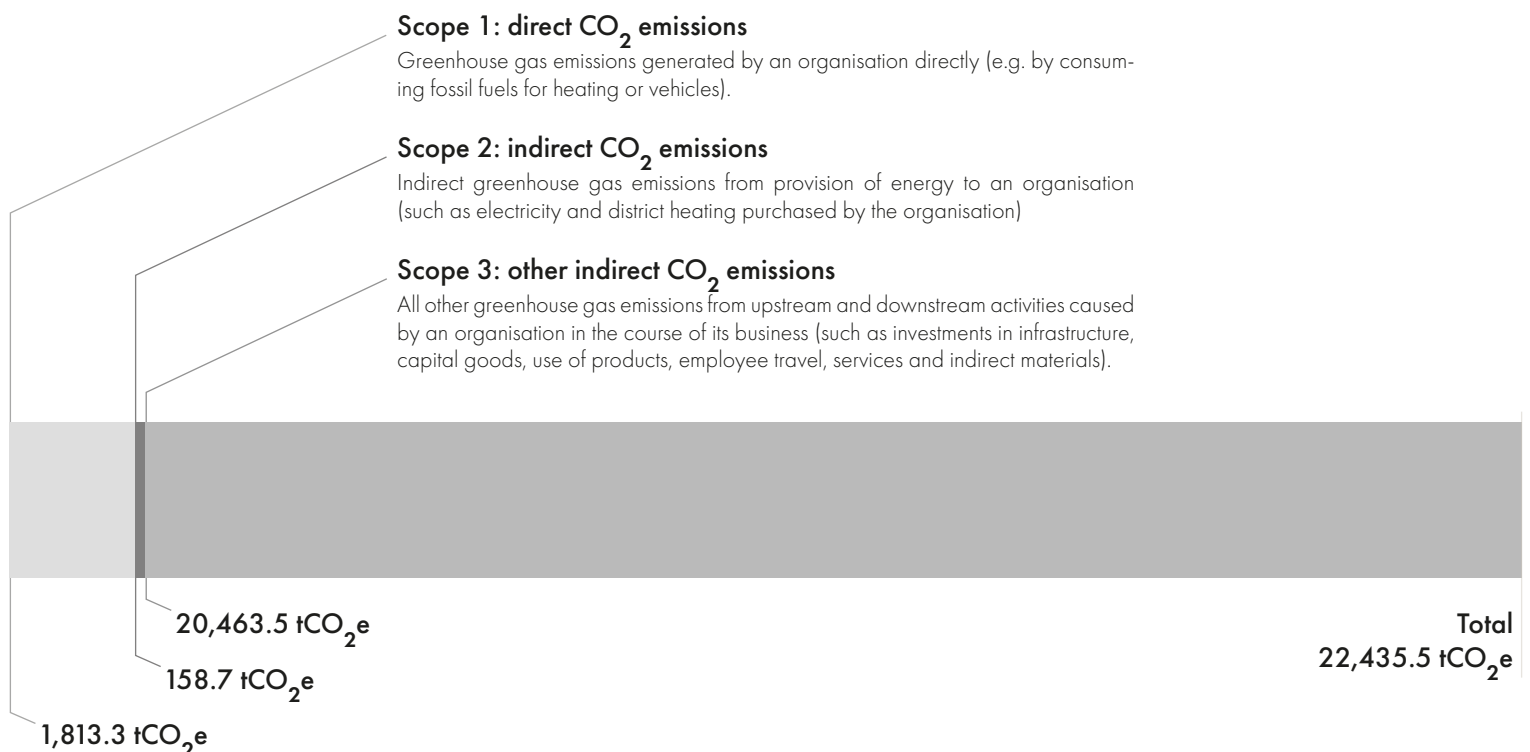 Scope 1: direct CO₂ emissions
Greenhouse gas emissions generated by an organisation directly (e.g. by consum-
ing fossil fuels for heating or vehicles).
Scope 2: indirect CO₂ emissions
Indirect greenhouse gas emissions from provision of energy to an organisation
(such as electricity and district heating purchased by the organisation)
Scope 3: other indirect CO₂ emissions
All other greenhouse gas emissions from upstream and downstream activities caused
by an organisation in the course of its business (such as investments in infrastructure,
capital goods, use of products, employee travel, services and indirect materials).
20,463.5 tCO₂e
158.7 tCO₂e
1,813.3 tCO₂e
Total
22,435.5 tCO₂e